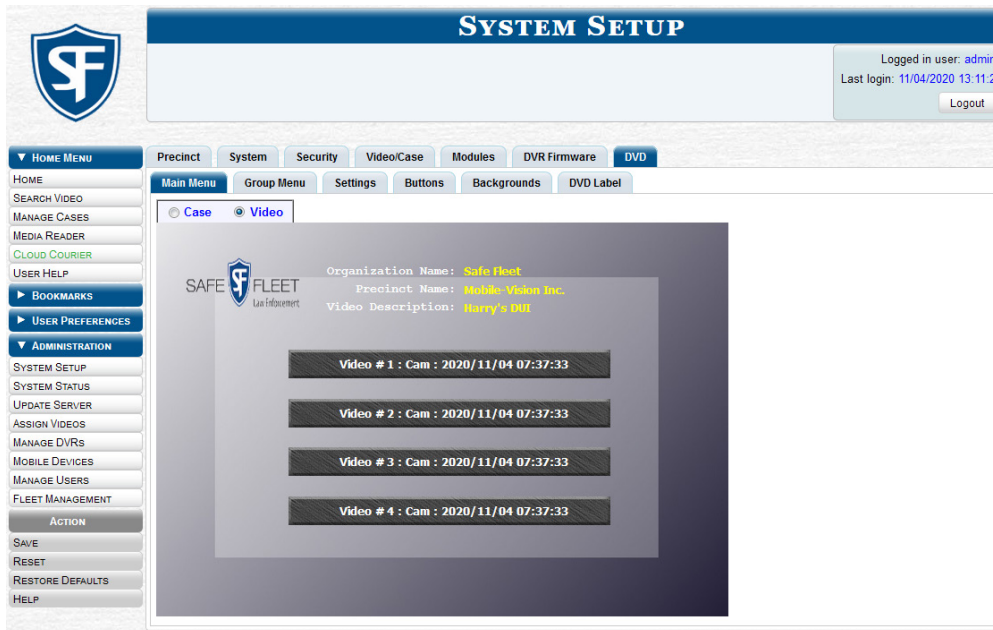 SYSTEM SETUP
SF
Logged in user: admin
Last login: 11/04/2020 13:11:2
Logout
▼ HOME MENU
HOME
SEARCH VIDEO
MANAGE CASES
MEDIA READER
CLOUD COURIER
USER HELP
► BOOKMARKS
► USER PREFERENCES
▼ ADMINISTRATION
SYSTEM SETUP
SYSTEM STATUS
UPDATE SERVER
ASSIGN VIDEOS
MANAGE DVRS
MOBILE DEVICES
MANAGE USERS
FLEET MANAGEMENT
ACTION
SAVE
RESET
RESTORE DEFAULTS
HELP
Precinct System Security Video/Case Modules DVR Firmware DVD
Main Menu Group Menu Settings Buttons Backgrounds DVD Label
Case Video
SAFE SF FLEET
Law Enforcement
Organization Name: Safe Fleet
Precinct Name: Mobile-Vision Inc.
Video Description: Harry's DUI
Video # 1 : Cam : 2020/11/04 07:37:33
Video # 2 : Cam : 2020/11/04 07:37:33
Video # 3 : Cam : 2020/11/04 07:37:33
Video # 4 : Cam : 2020/11/04 07:37:33